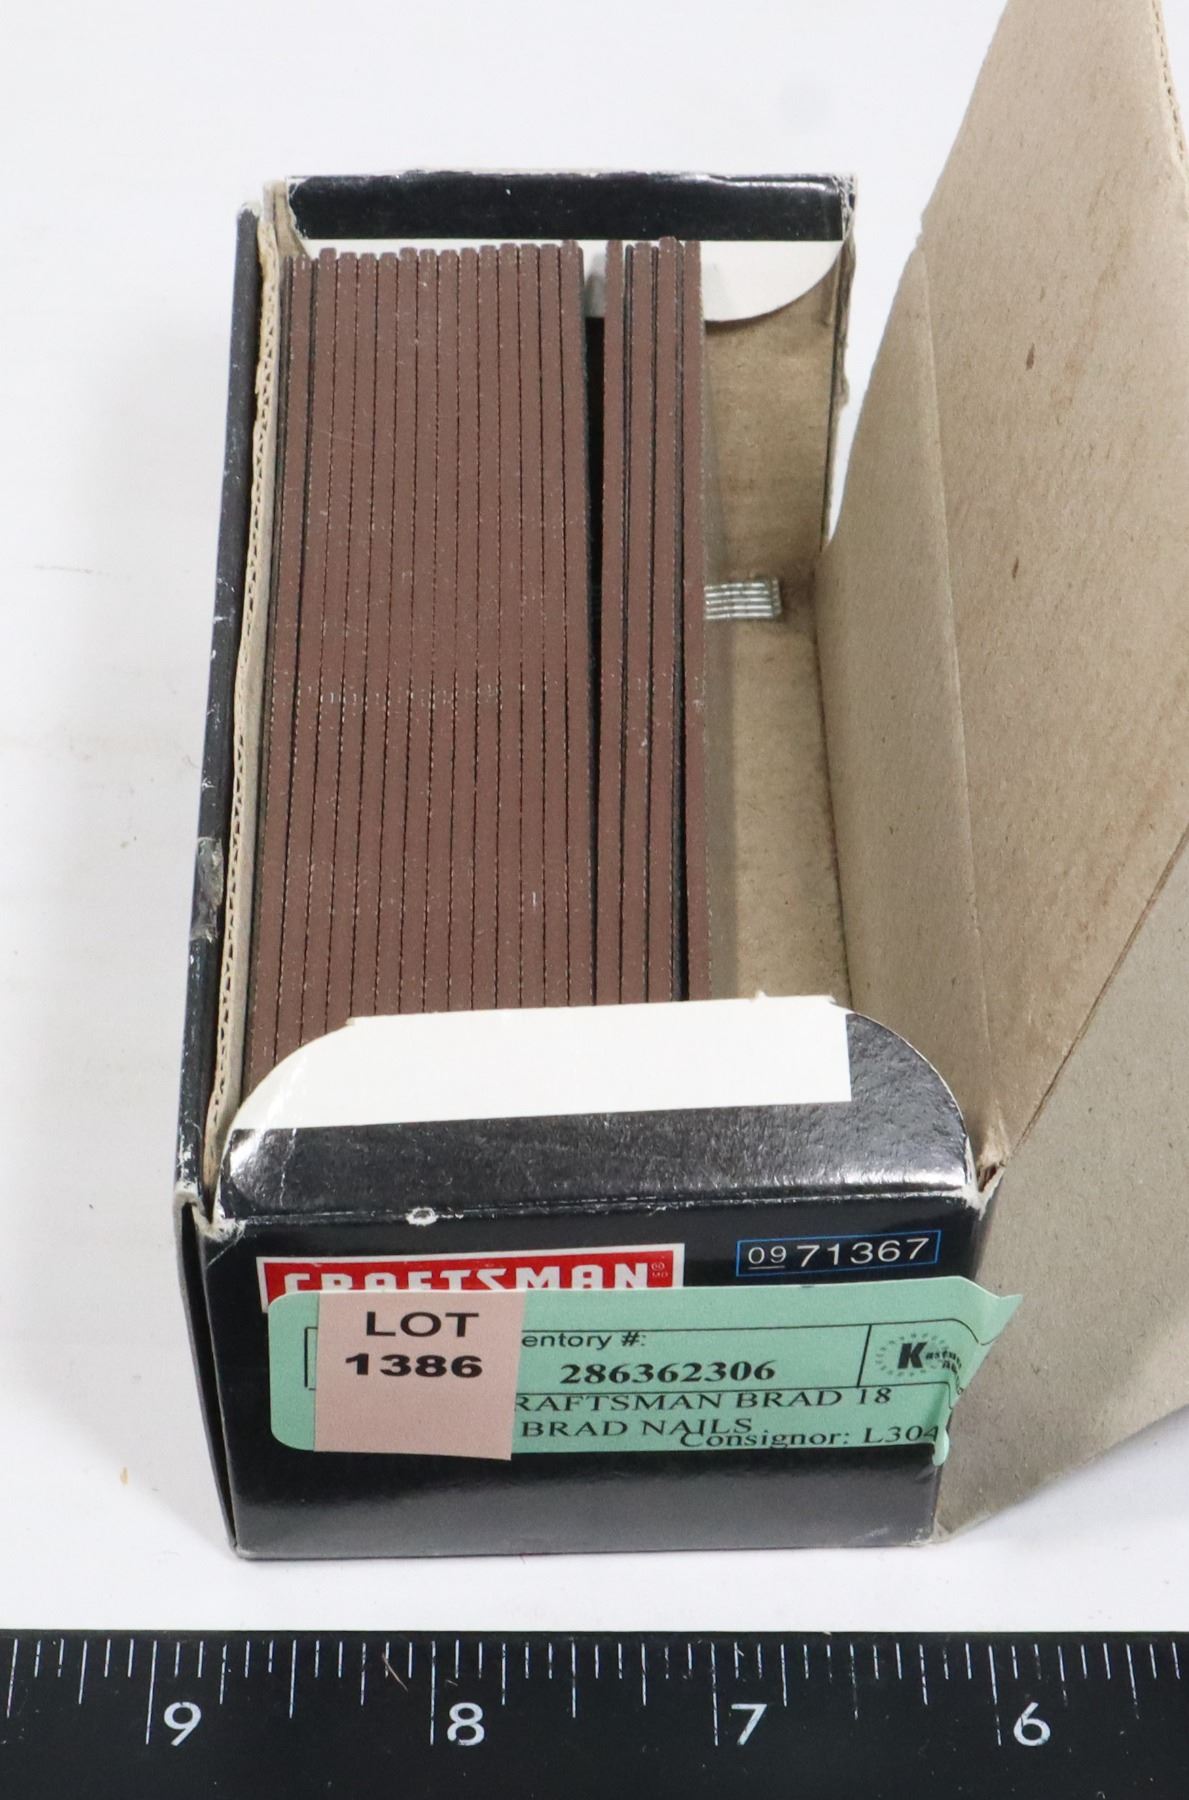 CRAFTSMAN
09 71367
LOT
1386
entory #:
286362306
K
RAFTSMAN BRAD 18
BRAD NAILS
Consignor: L304
9 8 7 6